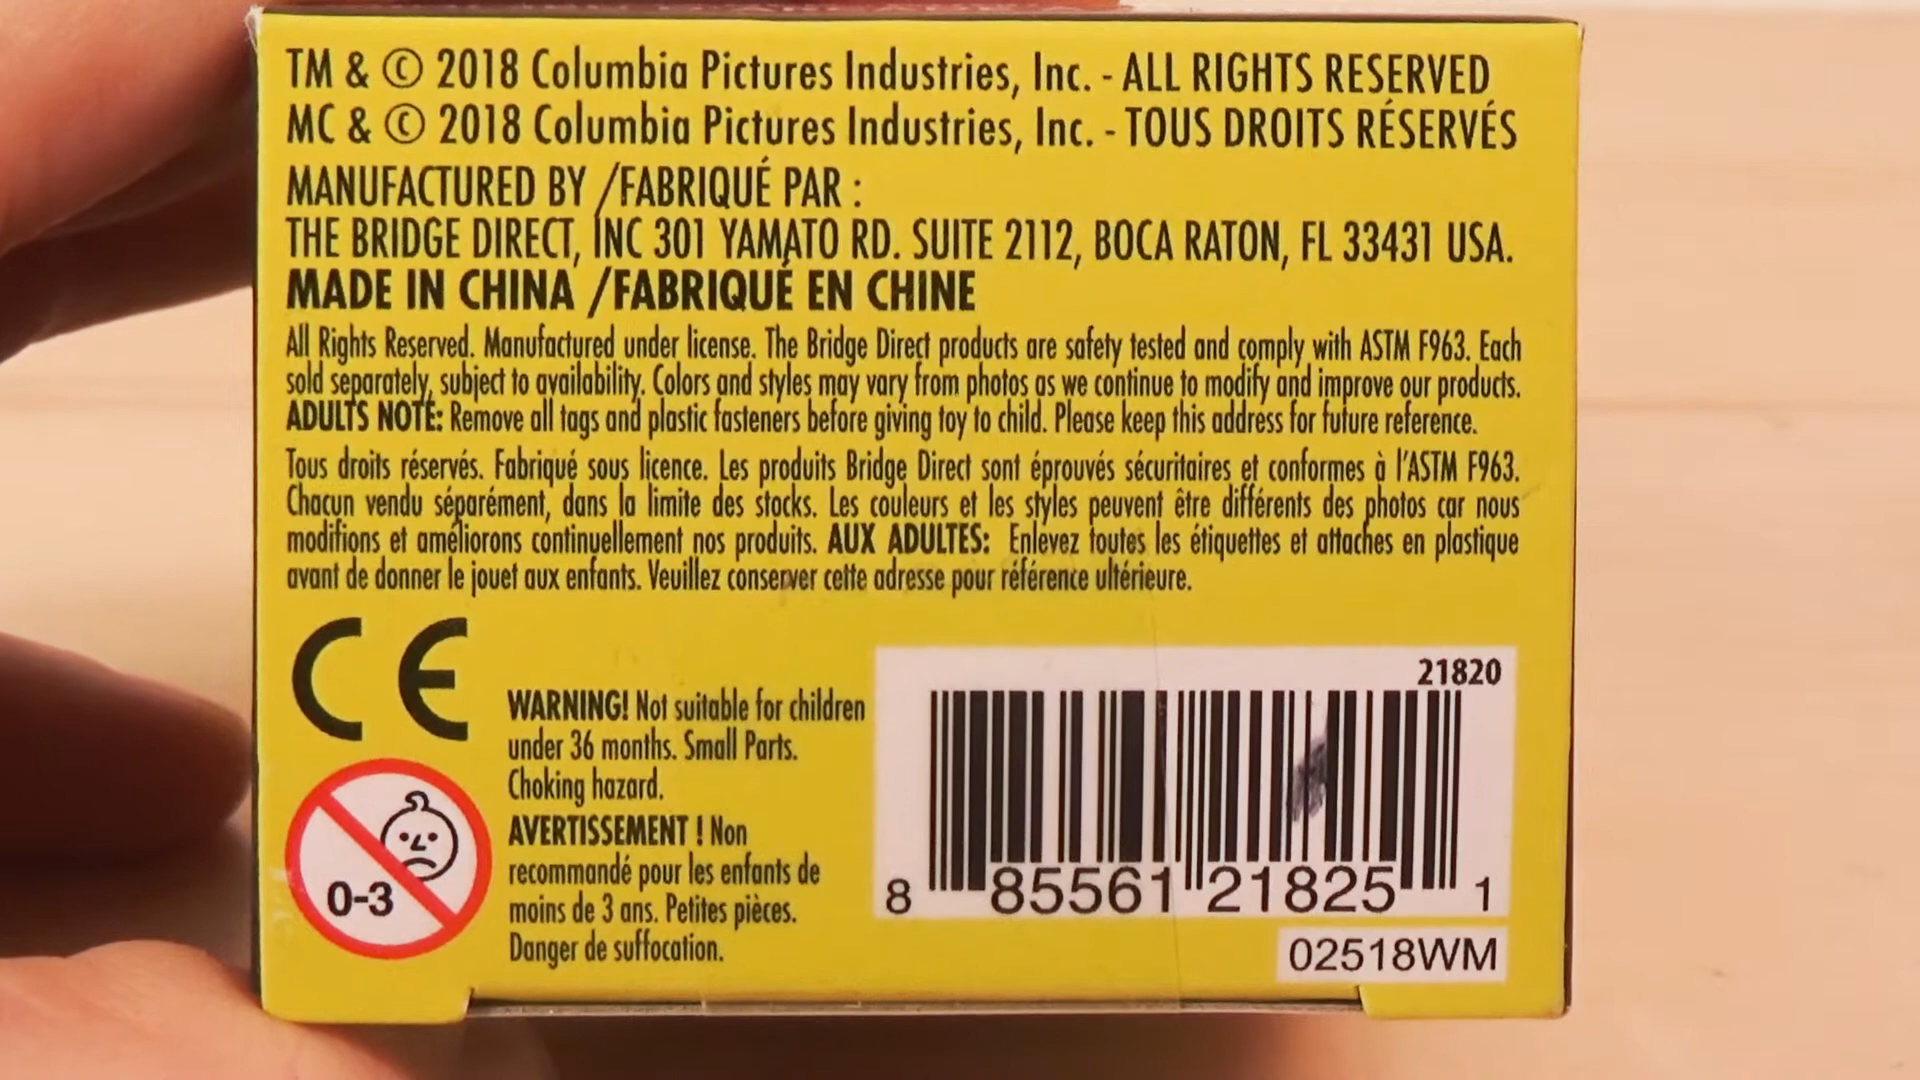 TM & © 2018 Columbia Pictures Industries, Inc. - ALL RIGHTS RESERVED
MC & © 2018 Columbia Pictures Industries, Inc. - TOUS DROITS RÉSERVÉS
MANUFACTURED BY /FABRIQUÉ PAR :
THE BRIDGE DIRECT, INC 301 YAMATO RD. SUITE 2112, BOCA RATON, FL 33431 USA.
MADE IN CHINA /FABRIQUÉ EN CHINE
All Rights Reserved. Manufactured under license. The Bridge Direct products are safety tested and comply with ASTM F963. Each
sold separately, subject to availability. Colors and styles may vary from photos as we continue to modify and improve our products.
ADULTS NOTE: Remove all tags and plastic fasteners before giving toy to child. Please keep this address for future reference.
Tous droits réservés. Fabriqué sous licence. Les produits Bridge Direct sont éprouvés sécuritaires et conformes à l'ASTM F963.
Chacun vendu séparément, dans la limite des stocks. Les couleurs et les styles peuvent être différents des photos car nous
modifions et améliorons continuellement nos produits. AUX ADULTES: Enlevez toutes les étiquettes et attaches en plastique
avant de donner le jouet aux enfants. Veuillez conserver cette adresse pour référence ultérieure.
CE
WARNING! Not suitable for children
under 36 months. Small Parts.
Choking hazard.
AVERTISSEMENT ! Non
recommandé pour les enfants de
moins de 3 ans. Petites pièces.
Danger de suffocation.
0-3
21820
8 85561 21825 1
02518WM